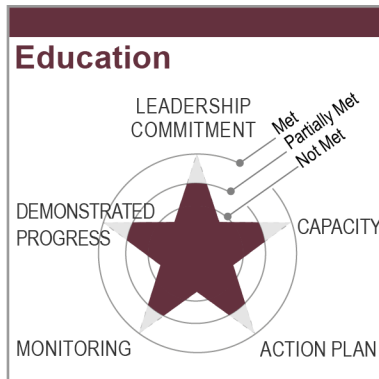 Education
LEADERSHIP
COMMITMENT
Met
Partially Met
Not Met
DEMONSTRATED
PROGRESS
CAPACITY
MONITORING
ACTION PLAN